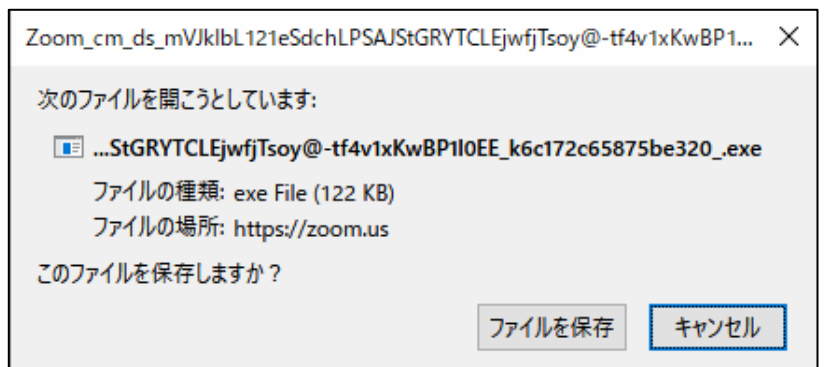 Zoom_cm_ds_mVJklbL121eSdchLPSAJStGRYTCLEjwfjTsoy@-tf4v1xKwBP1...
次のファイルを開こうとしています:
...StGRYTCLEjwfjTsoy@-tf4v1xKwBP1l0EE_k6c172c65875be320_.exe
ファイルの種類: exe File (122 KB)
ファイルの場所: https://zoom.us
このファイルを保存しますか？
ファイルを保存 キャンセル